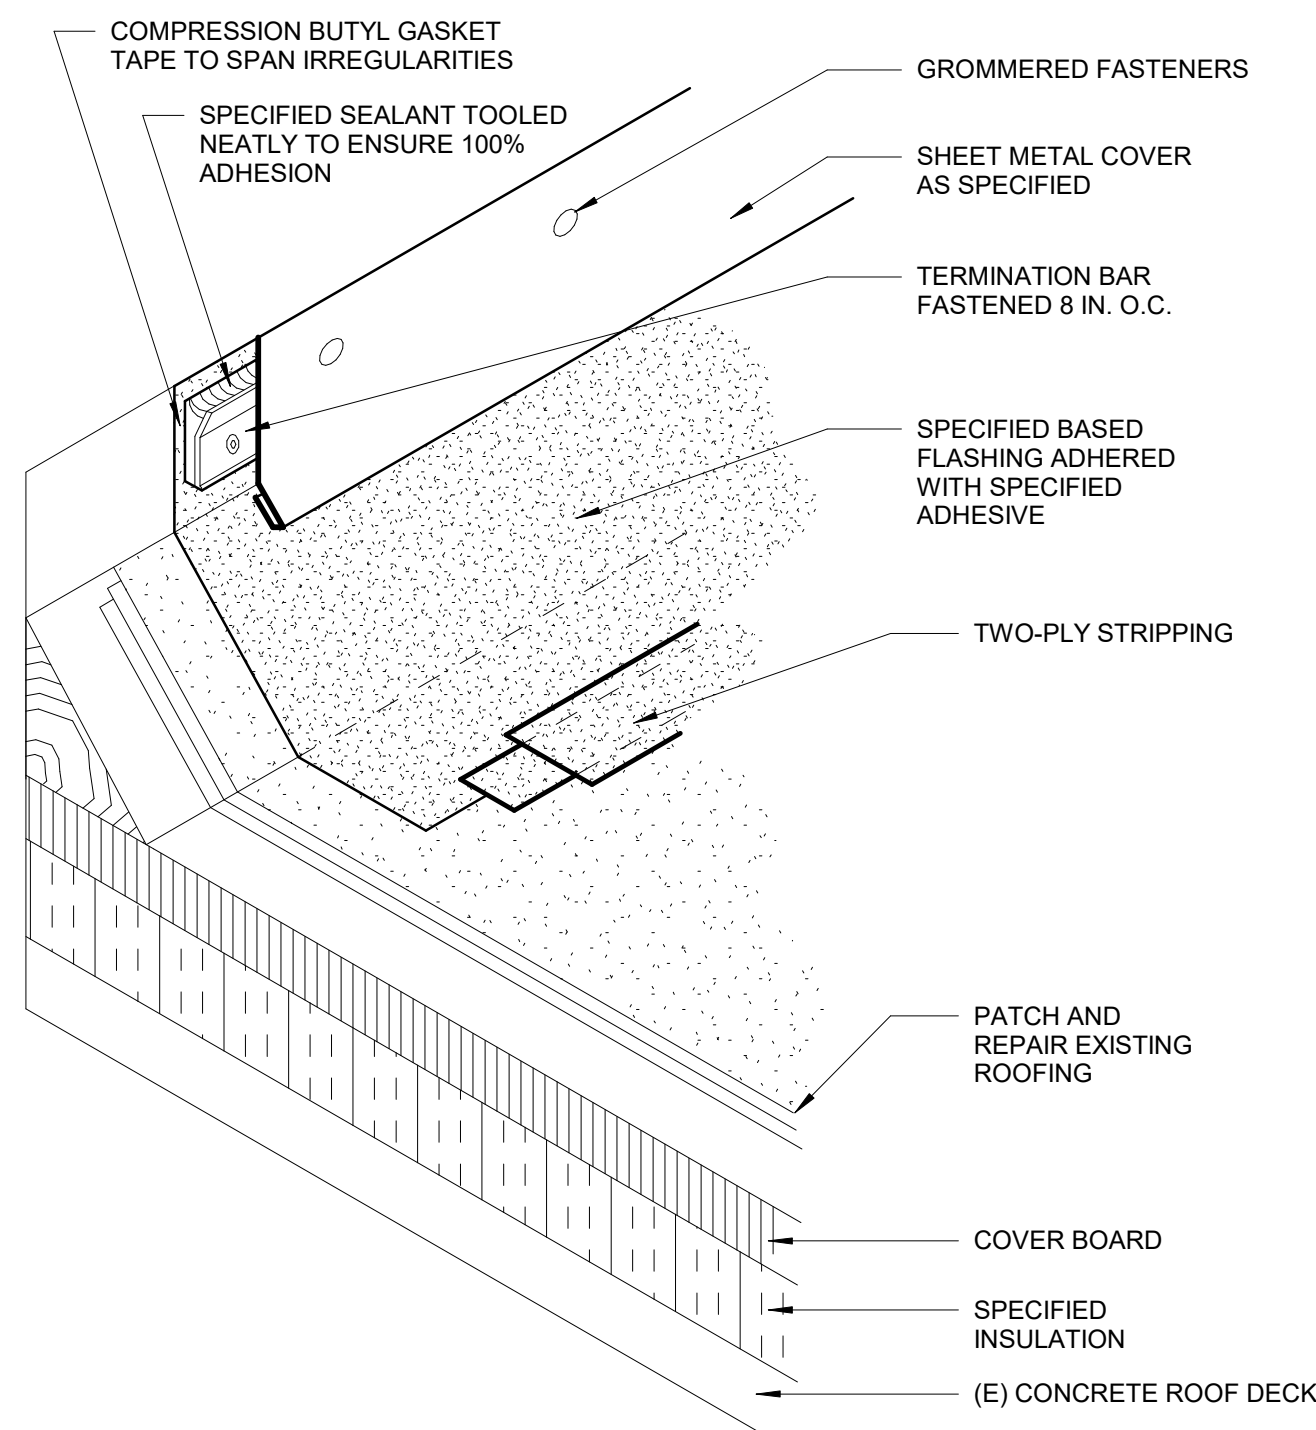 COMPRESSION BUTYL GASKET
TAPE TO SPAN IRREGULARITIES
SPECIFIED SEALANT TOOLED
NEATLY TO ENSURE 100%
ADHESION
GROMMERED FASTENERS
SHEET METAL COVER
AS SPECIFIED
TERMINATION BAR
FASTENED 8 IN. O.C.
SPECIFIED BASED
FLASHING ADHERED
WITH SPECIFIED
ADHESIVE
TWO-PLY STRIPPING
PATCH AND
REPAIR EXISTING
ROOFING
COVER BOARD
SPECIFIED
INSULATION
(E) CONCRETE ROOF DECK